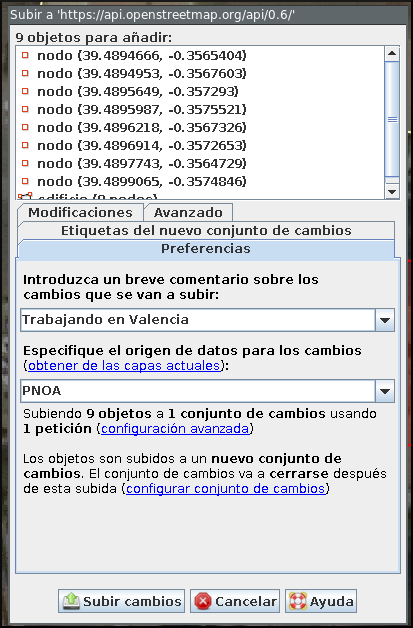 Subir a 'https://api.openstreetmap.org/api/0.6/'
9 objetos para añadir:
nodo {39.4894666, -0.3565404}
nodo {39.4894953, -0.3567603}
nodo {39.4895649, -0.357293}
nodo {39.4895987, -0.3575521}
nodo {39.4896218, -0.3567326}
nodo {39.4896914, -0.3572653}
nodo {39.4897743, -0.3564729}
nodo {39.4899065, -0.3574846}
edificio (8 nodos)
Modificaciones Avanzado
Etiquetas del nuevo conjunto de cambios
Preferencias
Introduzca un breve comentario sobre los
cambios que se van a subir:
Trabajando en Valencia
Especifique el origen de datos para los cambios
(obtener de las capas actuales):
PNOA
Subiendo 9 objetos a 1 conjunto de cambios usando
1 petición (configuración avanzada)
Los objetos son subidos a un nuevo conjunto de
cambios. El conjunto de cambios va a cerrarse después
de esta subida (configurar conjunto de cambios)
Subir cambios Cancelar Ayuda